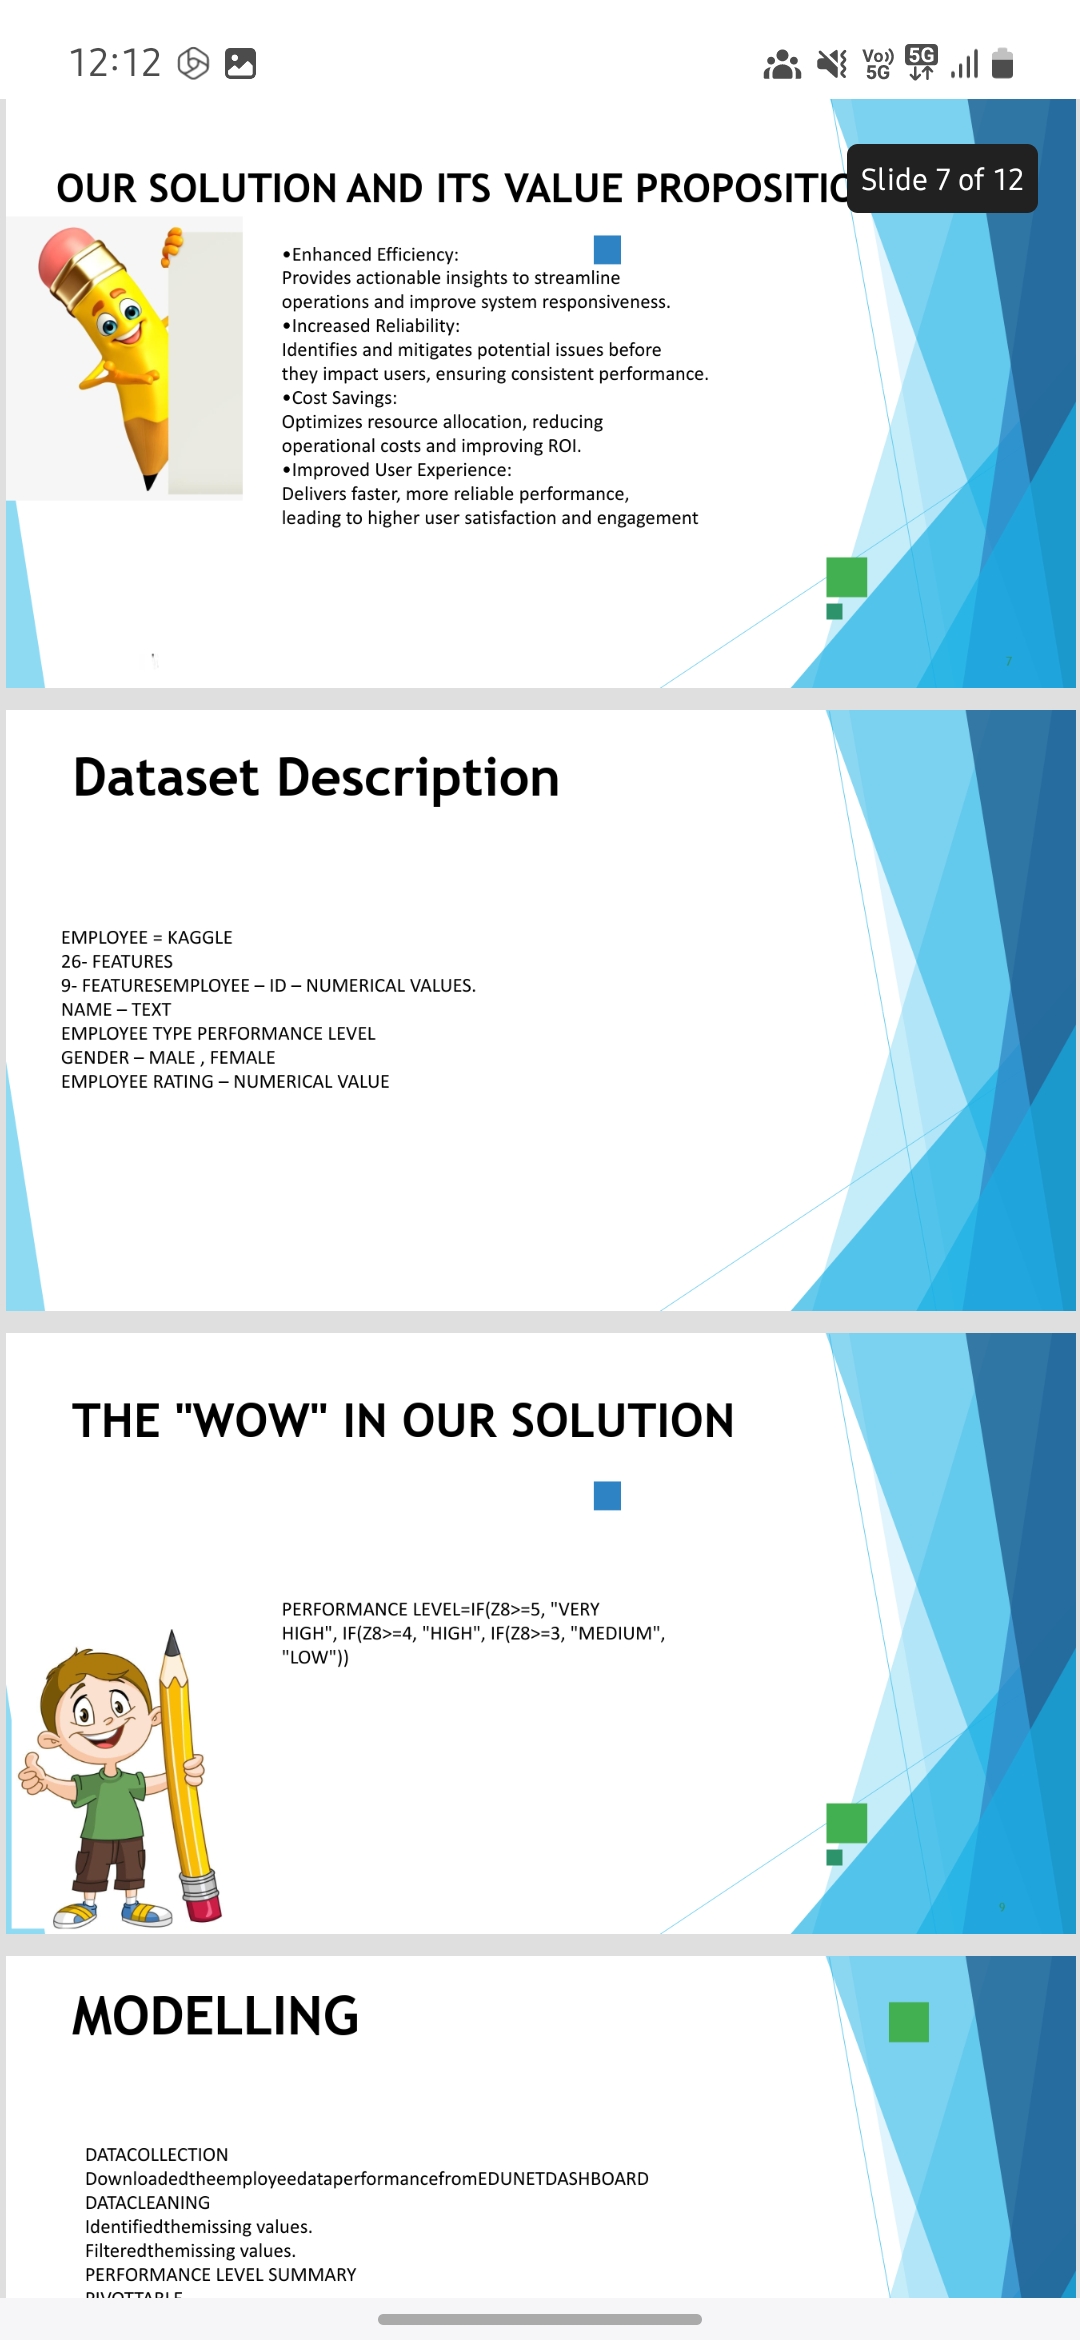 12:12
Vo)) 5G
5G
OUR SOLUTION AND ITS VALUE PROPOSITIO
Slide 7 of 12
•Enhanced Efficiency:
Provides actionable insights to streamline
operations and improve system responsiveness.
•Increased Reliability:
Identifies and mitigates potential issues before
they impact users, ensuring consistent performance.
•Cost Savings:
Optimizes resource allocation, reducing
operational costs and improving ROI.
•Improved User Experience:
Delivers faster, more reliable performance,
leading to higher user satisfaction and engagement
7
Dataset Description
EMPLOYEE = KAGGLE
26- FEATURES
9- FEATURESEMPLOYEE – ID – NUMERICAL VALUES.
NAME – TEXT
EMPLOYEE TYPE PERFORMANCE LEVEL
GENDER – MALE , FEMALE
EMPLOYEE RATING – NUMERICAL VALUE
THE "WOW" IN OUR SOLUTION
PERFORMANCE LEVEL=IF(Z8>=5, "VERY
HIGH", IF(Z8>=4, "HIGH", IF(Z8>=3, "MEDIUM",
"LOW"))
9
MODELLING
DATACOLLECTION
DownloadedtheemployeedataperformancefromEDUNETDASHBOARD
DATACLEANING
Identifiedthemissing values.
Filteredthemissing values.
PERFORMANCE LEVEL SUMMARY
PIVOTTABLE